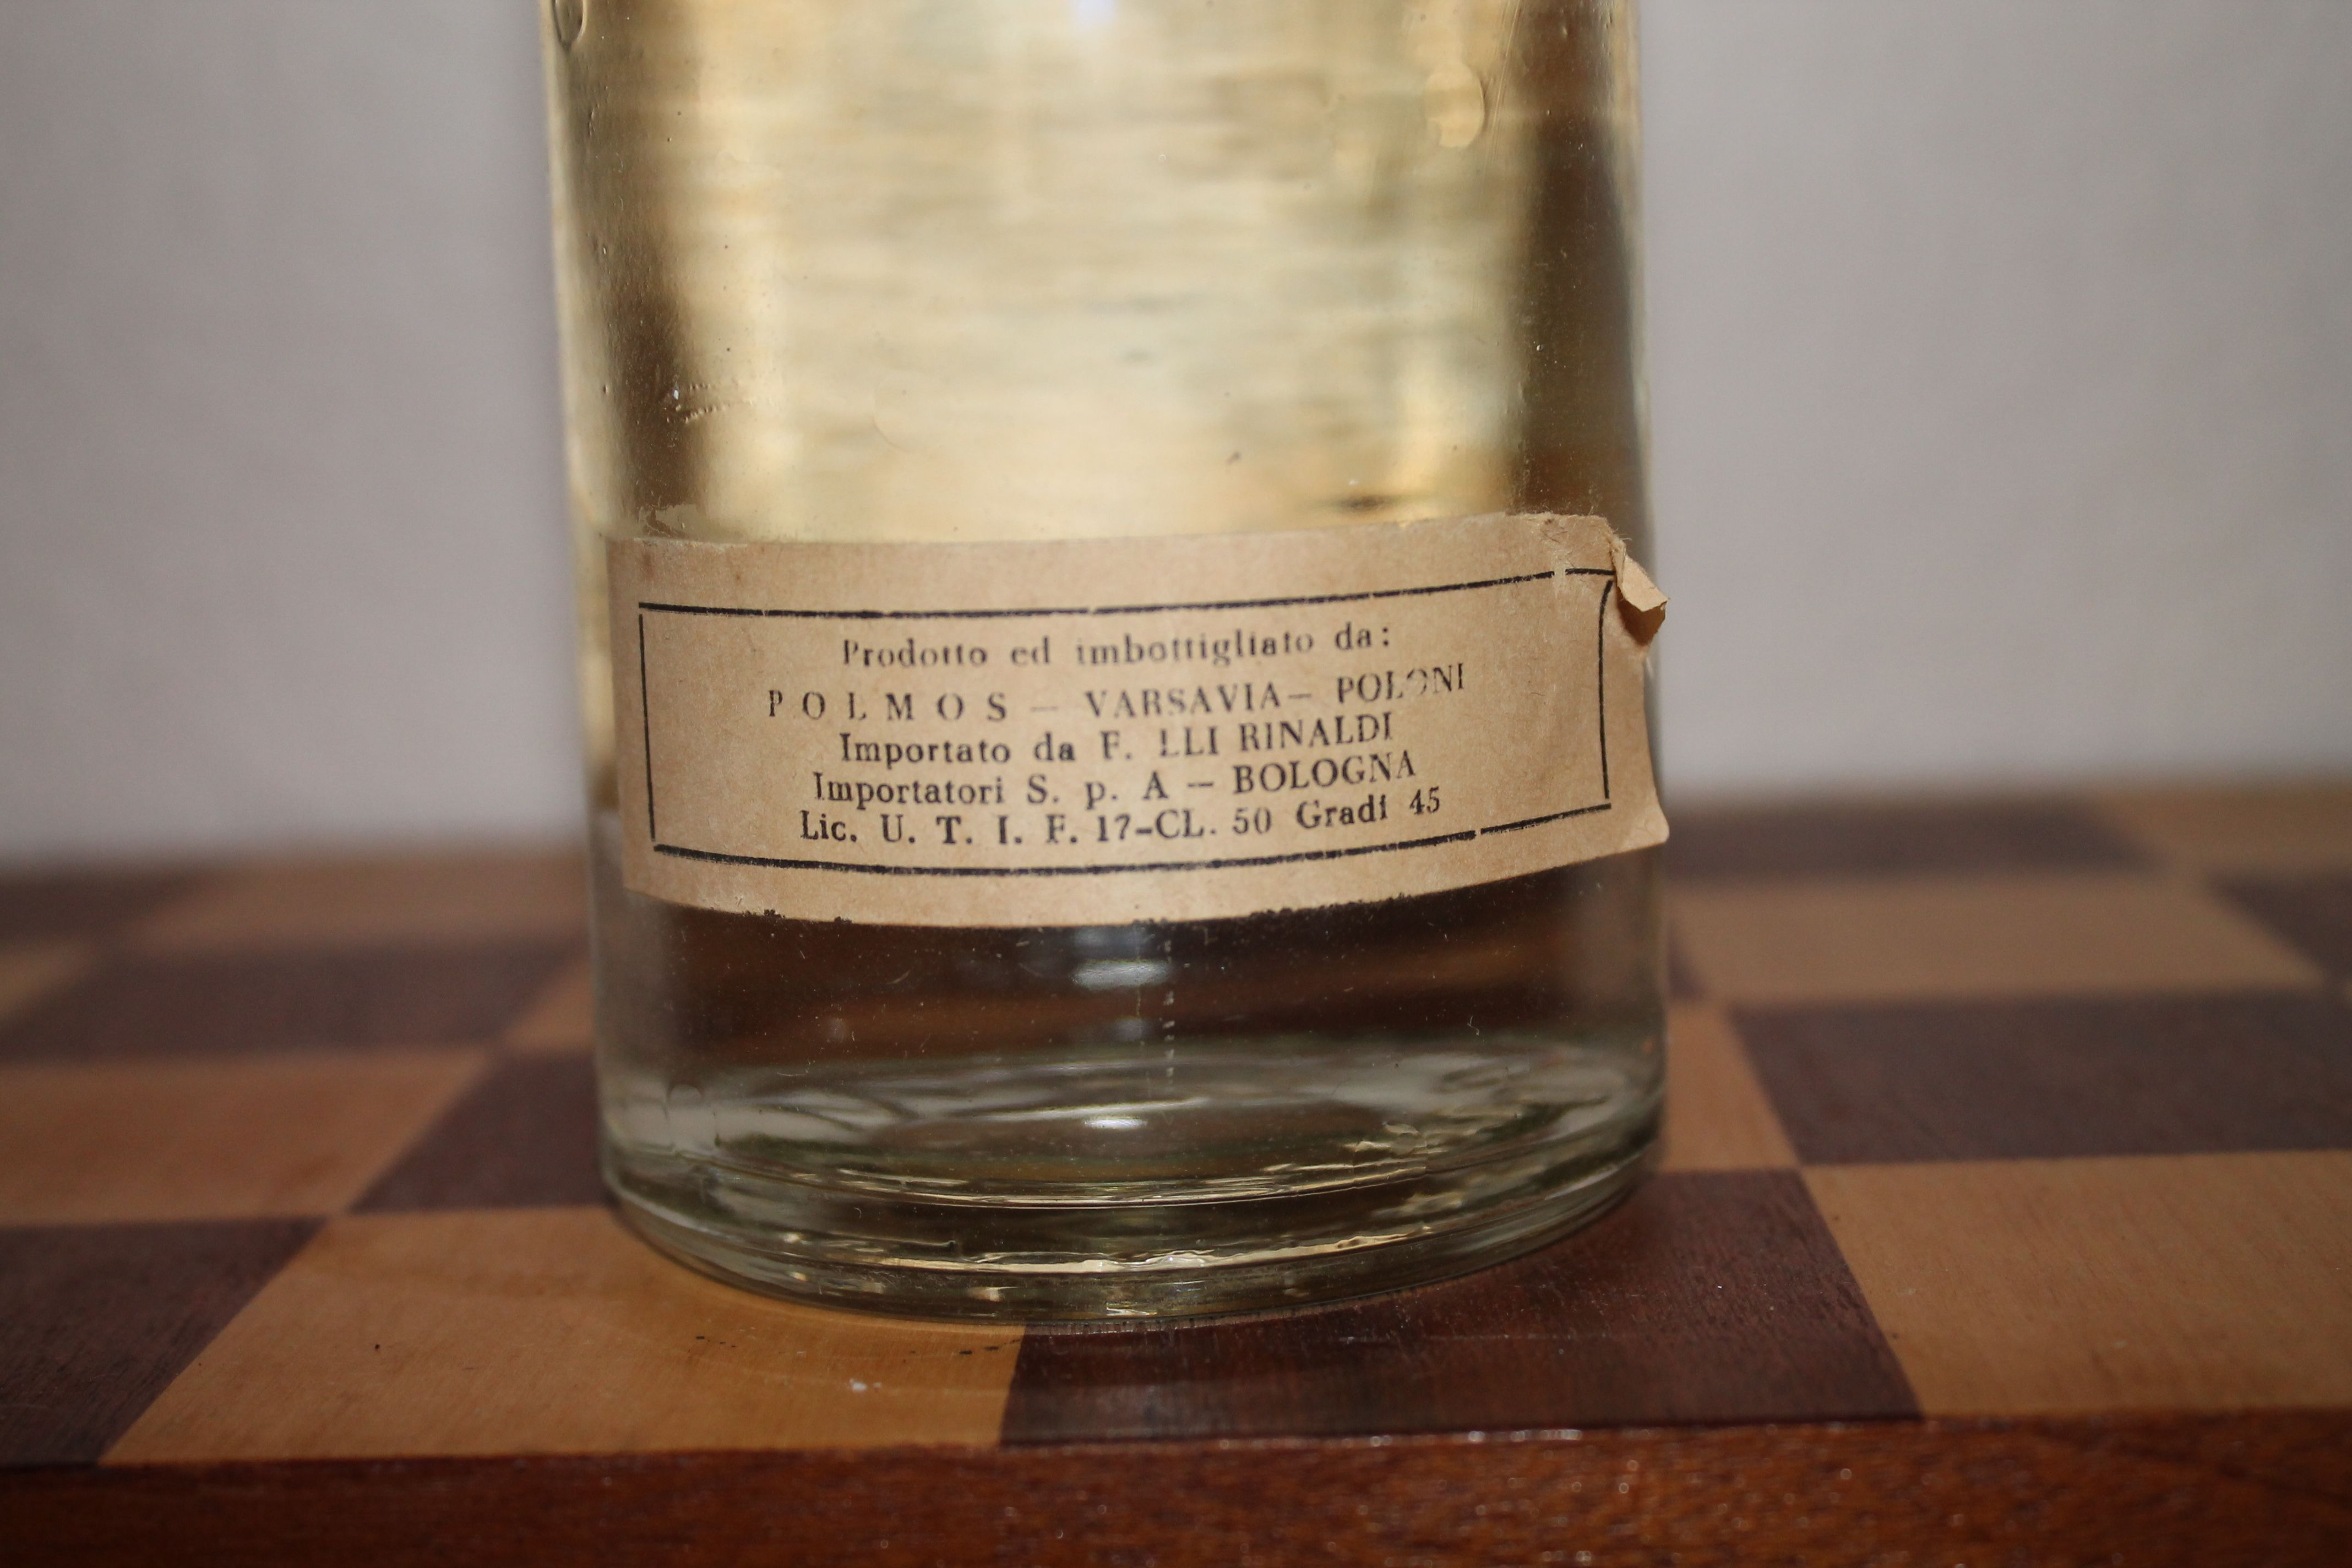 Prodotto ed imbottigliato da:
POLMOS - VARSAVIA- POLONI
Importato da F. LLI RINALDI
Importatori S. p. A - BOLOGNA
Lic. U. T. I. F. 17-CL. 50 Gradi 45